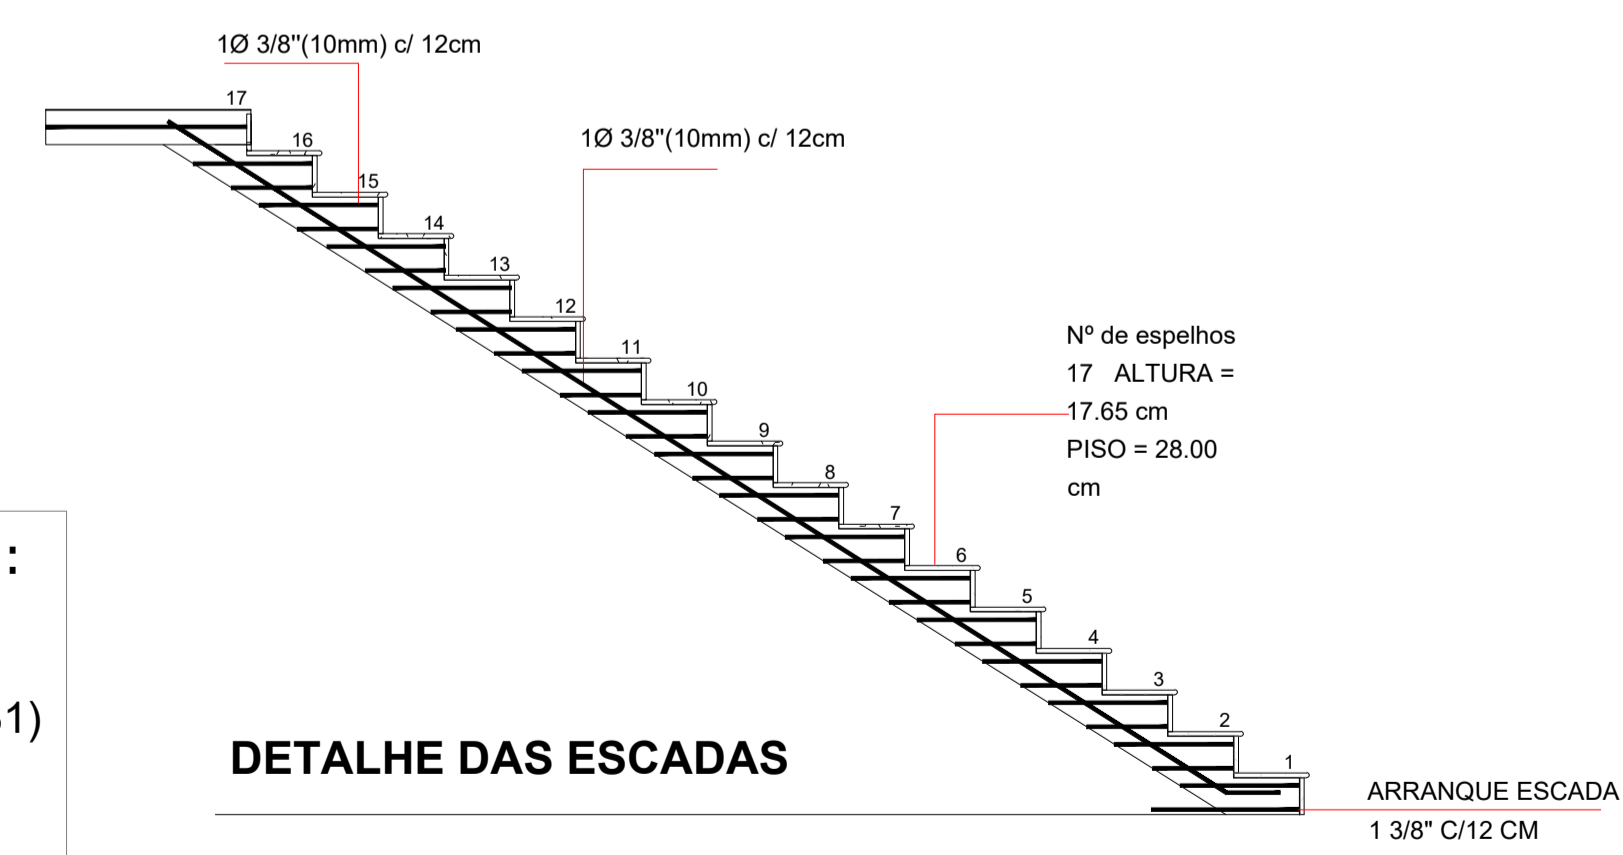 1Ø 3/8"(10mm) c/ 12cm
1Ø 3/8"(10mm) c/ 12cm
17
16
15
14
13
12
11
10
9
8
7
6
5
4
3
2
1
Nº de espelhos
17 ALTURA =
17.65 cm
PISO = 28.00
cm
:
1)
DETALHE DAS ESCADAS
ARRANQUE ESCADA
1 3/8" C/12 CM